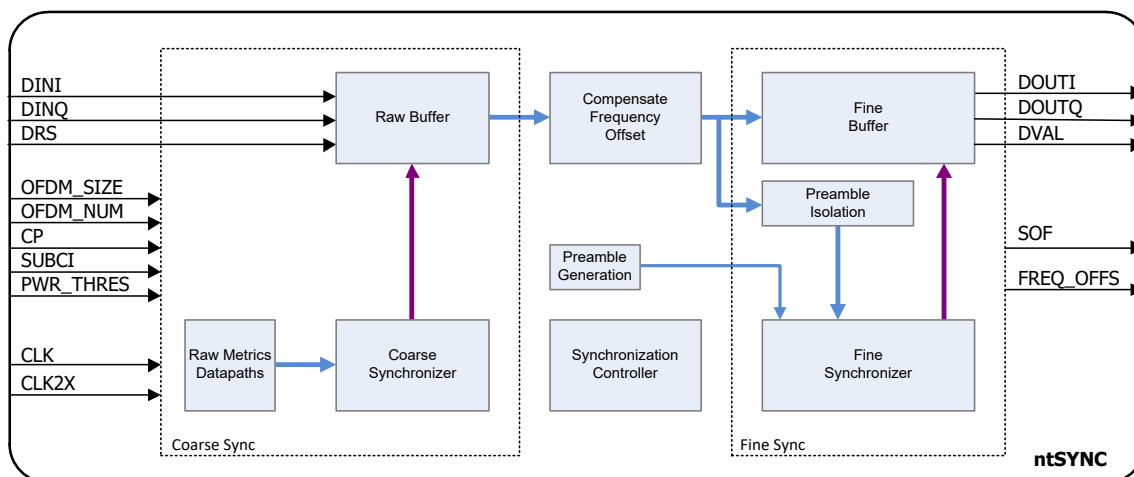 DINI
DINQ
DRS
OFDM_SIZE
OFDM_NUM
CP
SUBCI
PWR_THRES
CLK
CLK2X
Raw Buffer
Raw Metrics
Datapaths
Coarse
Synchronizer
Coarse Sync
Compensate
Frequency
Offset
Preamble
Generation
Synchronization
Controller
Fine
Buffer
Preamble
Isolation
Fine
Synchronizer
Fine Sync
DOUTI
DOUTQ
DVAL
SOF
FREQ_OFFS
ntSYNC